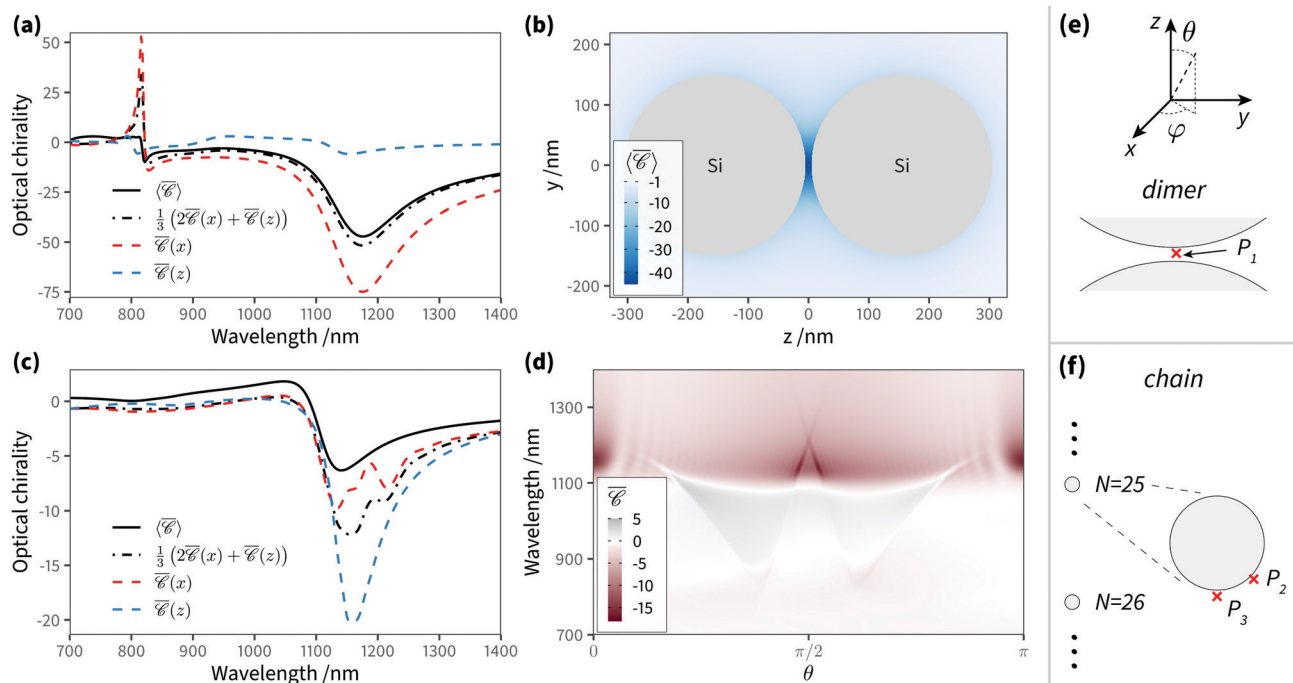 (a)
Optical chirality
50
25
0
-25
-50
-75
⟨𝒞̅⟩
1/3 (2𝒞̅(x) + 𝒞̅(z))
𝒞̅(x)
𝒞̅(z)
700 800 900 1000 1100 1200 1300 1400
Wavelength /nm
(b)
y /nm
200
100
0
-100
-200
Si
Si
⟨𝒞̅⟩
-1
-10
-20
-30
-40
-300 -200 -100 0 100 200 300
z /nm
(c)
Optical chirality
0
-5
-10
-15
-20
⟨𝒞̅⟩
1/3 (2𝒞̅(x) + 𝒞̅(z))
𝒞̅(x)
𝒞̅(z)
700 800 900 1000 1100 1200 1300 1400
Wavelength /nm
(d)
Wavelength /nm
1300
1100
900
700
𝒞̅
5
0
-5
-10
-15
0 π/2 π
θ
(e)
z
θ
y
φ
x
dimer
P1
(f)
chain
N=25
P2
P3
N=26